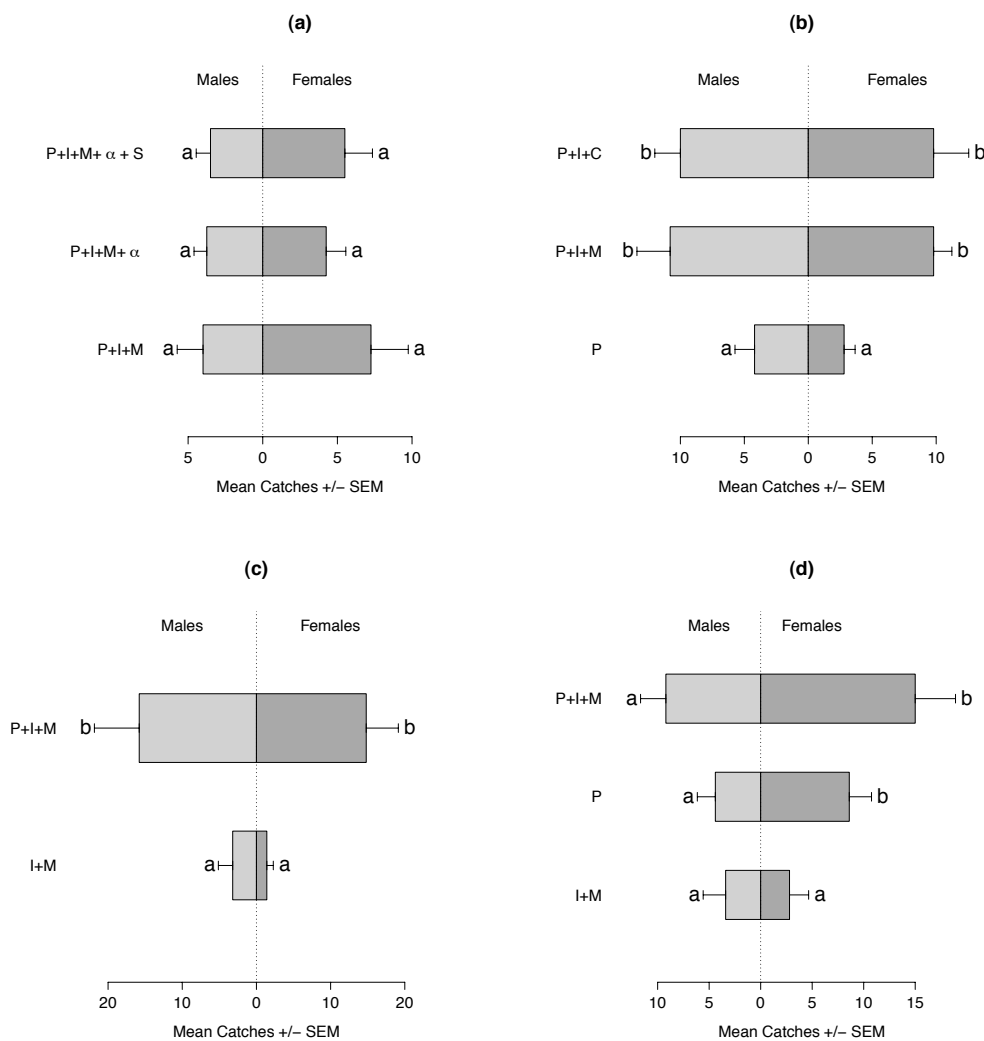 (a)
Males Females
P+I+M+ α + S a a
P+I+M+ α a a
P+I+M a a
5 0 5 10
Mean Catches +/− SEM
(b)
Males Females
P+I+C b b
P+I+M b b
P a a
10 5 0 5 10
Mean Catches +/− SEM
(c)
Males Females
P+I+M b b
I+M a a
20 10 0 10 20
Mean Catches +/− SEM
(d)
Males Females
P+I+M a b
P a b
I+M a a
10 5 0 5 10 15
Mean Catches +/− SEM